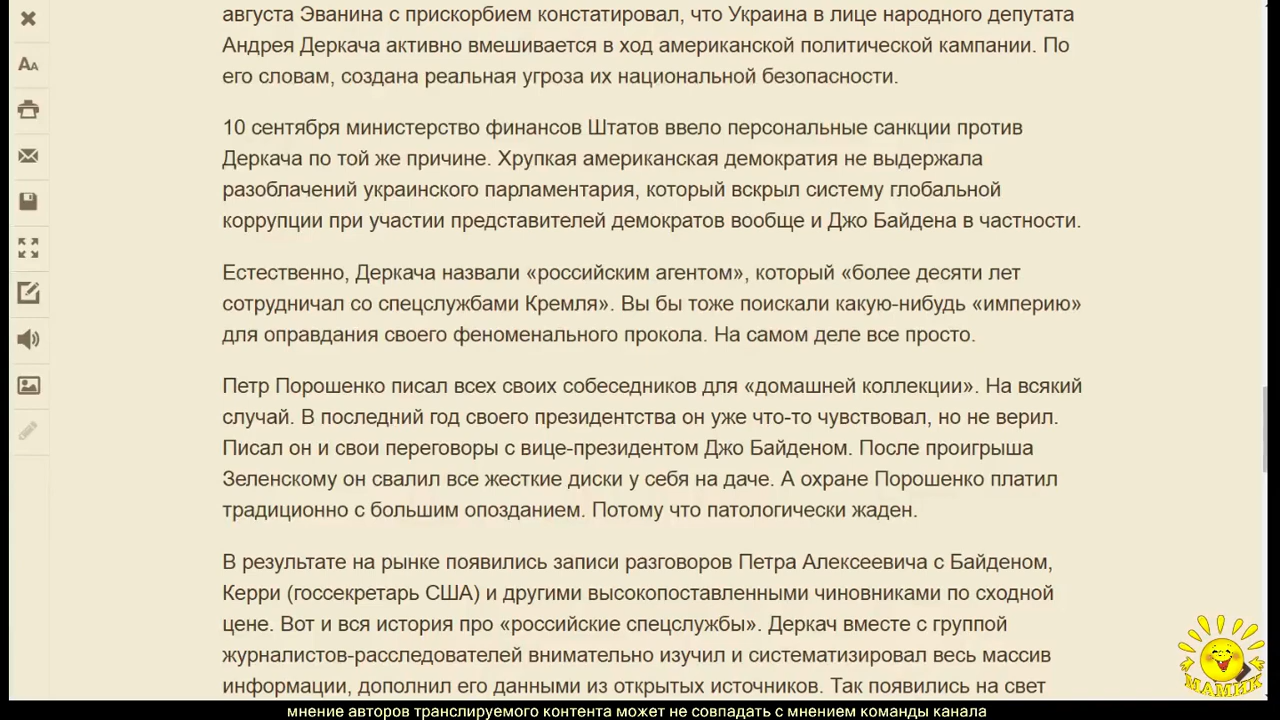 августа Эванина с прискорбием констатировал, что Украина в лице народного депутата
Андрея Деркача активно вмешивается в ход американской политической кампании. По
его словам, создана реальная угроза их национальной безопасности.
10 сентября министерство финансов Штатов ввело персональные санкции против
Деркача по той же причине. Хрупкая американская демократия не выдержала
разоблачений украинского парламентария, который вскрыл систему глобальной
коррупции при участии представителей демократов вообще и Джо Байдена в частности.
Естественно, Деркача назвали «российским агентом», который «более десяти лет
сотрудничал со спецслужбами Кремля». Вы бы тоже поискали какую-нибудь «империю»
для оправдания своего феноменального прокола. На самом деле все просто.
Петр Порошенко писал всех своих собеседников для «домашней коллекции». На всякий
случай. В последний год своего президентства он уже что-то чувствовал, но не верил.
Писал он и свои переговоры с вице-президентом Джо Байденом. После проигрыша
Зеленскому он свалил все жесткие диски у себя на даче. А охране Порошенко платил
традиционно с большим опозданием. Потому что патологически жаден.
В результате на рынке появились записи разговоров Петра Алексеевича с Байденом,
Керри (госсекретарь США) и другими высокопоставленными чиновниками по сходной
цене. Вот и вся история про «российские спецслужбы». Деркач вместе с группой
журналистов-расследователей внимательно изучил и систематизировал весь массив
информации, дополнил его данными из открытых источников. Так появились на свет
МАМИК
мнение авторов транслируемого контента может не совпадать с мнением команды канала